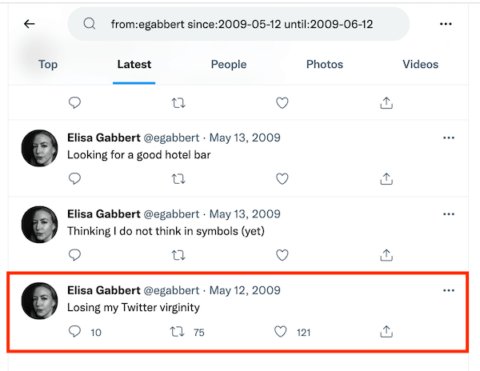 from:egabbert since:2009-05-12 until:2009-06-12
Top Latest People Photos Videos
Elisa Gabbert @egabbert · May 13, 2009
Looking for a good hotel bar
Elisa Gabbert @egabbert · May 13, 2009
Thinking I do not think in symbols (yet)
Elisa Gabbert @egabbert · May 12, 2009
Losing my Twitter virginity
10 75 121